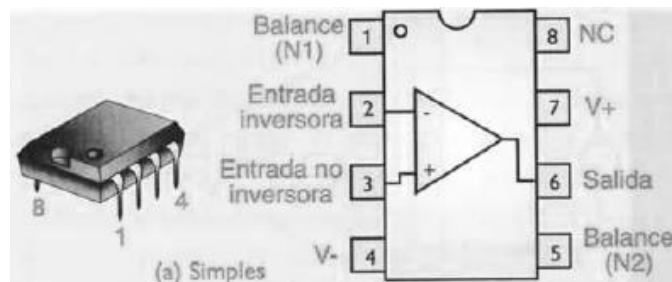 Balance
(N1)
1
8
NC
Entrada
inversora
2
-
7
V+
Entrada no
inversora
3
+
6
Salida
V-
4
5
Balance
(N2)
8
1
4
(a) Simples